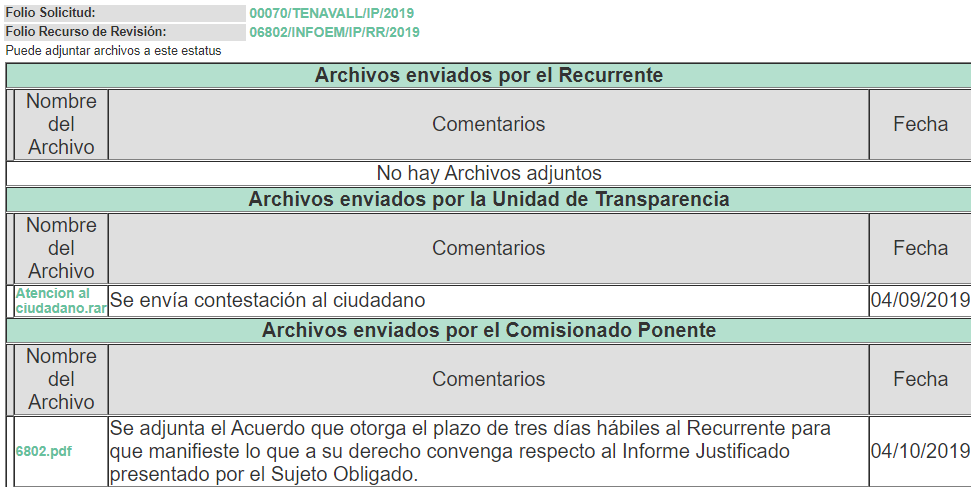 Folio Solicitud: 00070/TENAVALL/IP/2019
Folio Recurso de Revisión: 06802/INFOEM/IP/RR/2019
Puede adjuntar archivos a este estatus
Archivos enviados por el Recurrente
Nombre del Archivo Comentarios Fecha
No hay Archivos adjuntos
Archivos enviados por la Unidad de Transparencia
Nombre del Archivo Comentarios Fecha
Atencion al ciudadano.rar Se envía contestación al ciudadano 04/09/2019
Archivos enviados por el Comisionado Ponente
Nombre del Archivo Comentarios Fecha
6802.pdf Se adjunta el Acuerdo que otorga el plazo de tres días hábiles al Recurrente para
que manifieste lo que a su derecho convenga respecto al Informe Justificado 04/10/2019
presentado por el Sujeto Obligado.